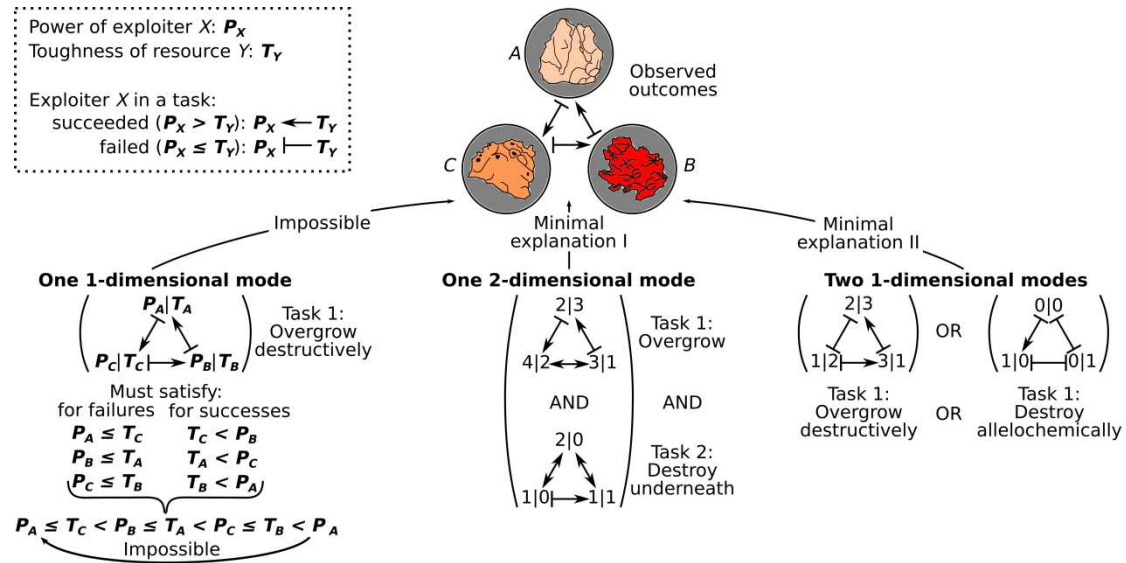 Power of exploiter X: P_X
Toughness of resource Y: T_Y
Exploiter X in a task:
succeeded (P_X > T_Y): P_X ← T_Y
failed (P_X ≤ T_Y): P_X ⊢ T_Y
A
Observed
outcomes
C
B
Impossible
Minimal
explanation I
Minimal
explanation II
One 1-dimensional mode
P_A|T_A
P_C|T_C
P_B|T_B
Task 1:
Overgrow
destructively
Must satisfy:
for failures for successes
P_A ≤ T_C T_C < P_B
P_B ≤ T_A T_A < P_C
P_C ≤ T_B T_B < P_A
P_A ≤ T_C < P_B ≤ T_A < P_C ≤ T_B < P_A
Impossible
One 2-dimensional mode
2|3
4|2
3|1
Task 1:
Overgrow
AND
AND
2|0
1|0
1|1
Task 2:
Destroy
underneath
Two 1-dimensional modes
2|3
1|2
3|1
OR
0|0
1|0
0|1
Task 1:
Overgrow
destructively
OR
Task 1:
Destroy
allelochemically